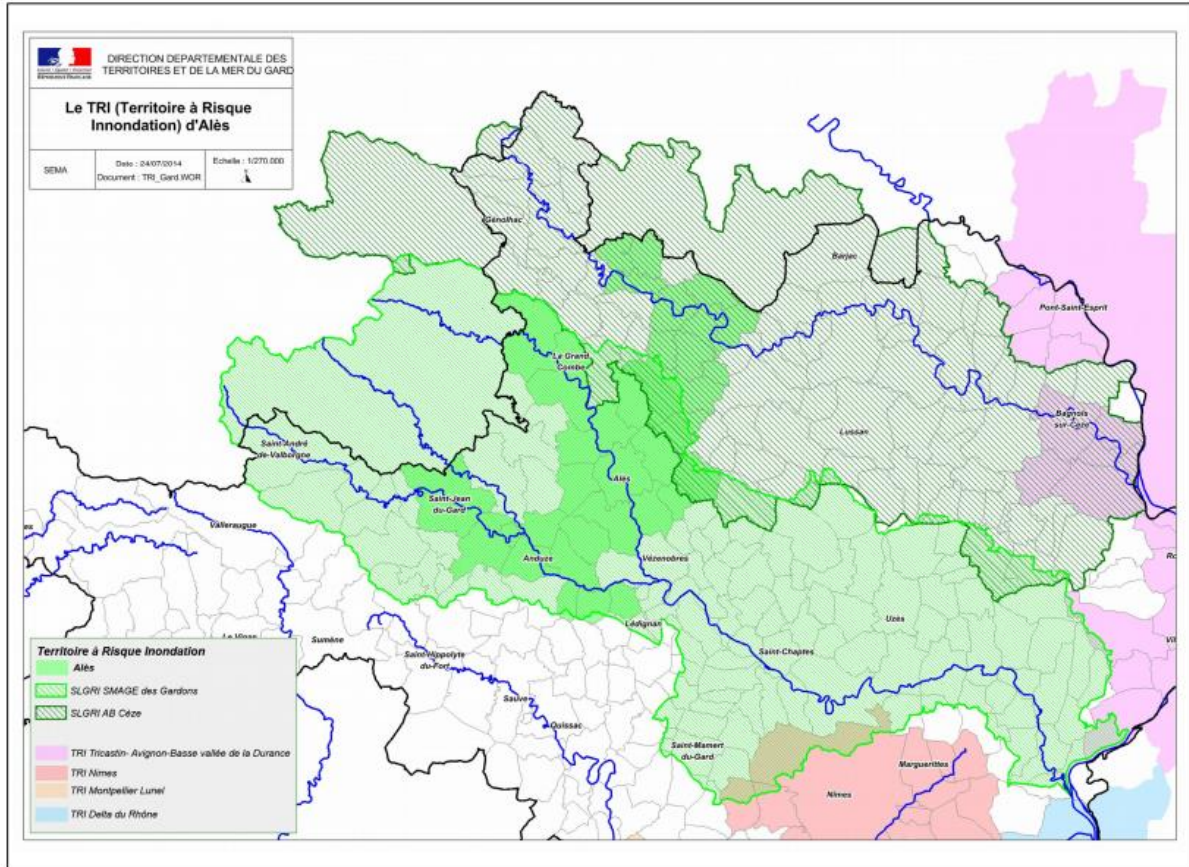 DIRECTION DEPARTEMENTALE DES
TERRITOIRES ET DE LA MER DU GARD
Le TRI (Territoire à Risque
Innondation) d'Alès
SEMA
Date : 24/07/2014
Document : TRI_Gard.WOR
Echelle : 1/270.000
Génolhac
Barjac
Pont-Saint-Esprit
La Grand
Combe
Bagnols
sur-Cèze
Lussan
Saint-André
de-Valborgne
Alès
Saint-Jean
du-Gard
Valleraugue
Anduze
Vézenobres
Uzès
Lédignan
Sumène
Saint-Hippolyte
du-Fort
Saint-Chaptes
Sauve
Quissac
Saint-Mamert
du-Gard
Marguerittes
Nîmes
Territoire à Risque Inondation
Alès
SLGRI SMAGE des Gardons
SLGRI AB Cèze
TRI Tricastin- Avignon-Basse vallée de la Durance
TRI Nimes
TRI Montpellier Lunel
TRI Delta du Rhône